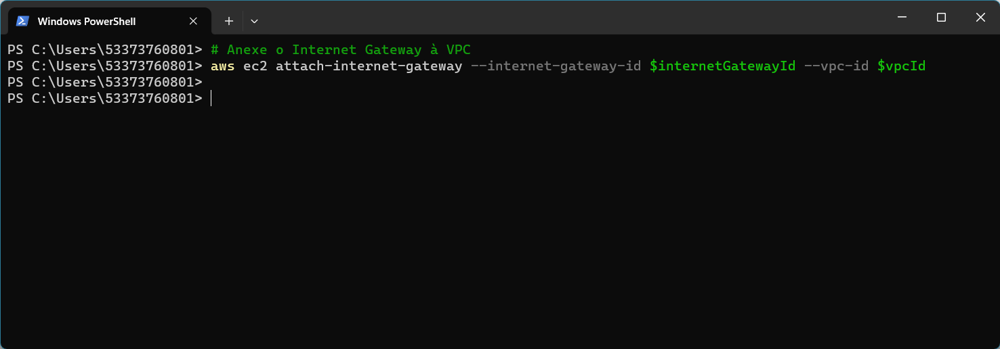 Windows PowerShell
PS C:\Users\53373760801> # Anexe o Internet Gateway à VPC
PS C:\Users\53373760801> aws ec2 attach-internet-gateway --internet-gateway-id $internetGatewayId --vpc-id $vpcId
PS C:\Users\53373760801>
PS C:\Users\53373760801>